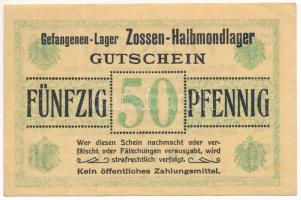 Gefangenen-Lager Zossen-Halbmondlager
GUTSCHEIN
FÜNFZIG 50 PFENNIG
Wer diesen Schein nachmacht oder ver-
fälscht oder Fälschungen verausgabt, wird
strafrechtlich verfolgt.
Kein öffentliches Zahlungsmittel.